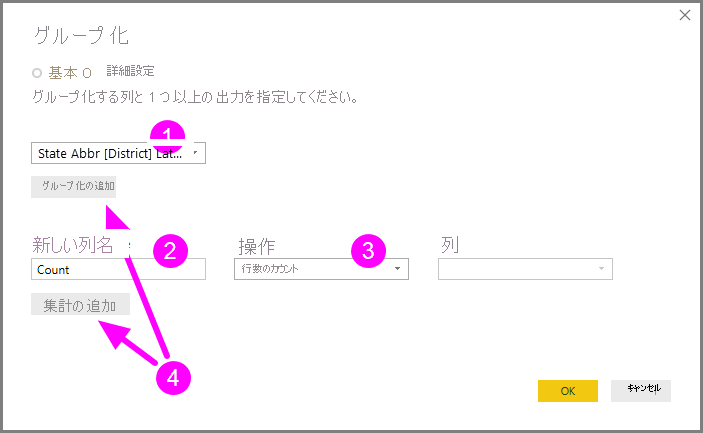 グループ化
基本 O 詳細設定
グループ化する列と1つ以上の出力を指定してください。
1
State Abbr [District] Lat...
グループ化の追加
新しい列名 2 操作 3 列
Count 行数のカウント
集計の追加
4
OK キャンセル